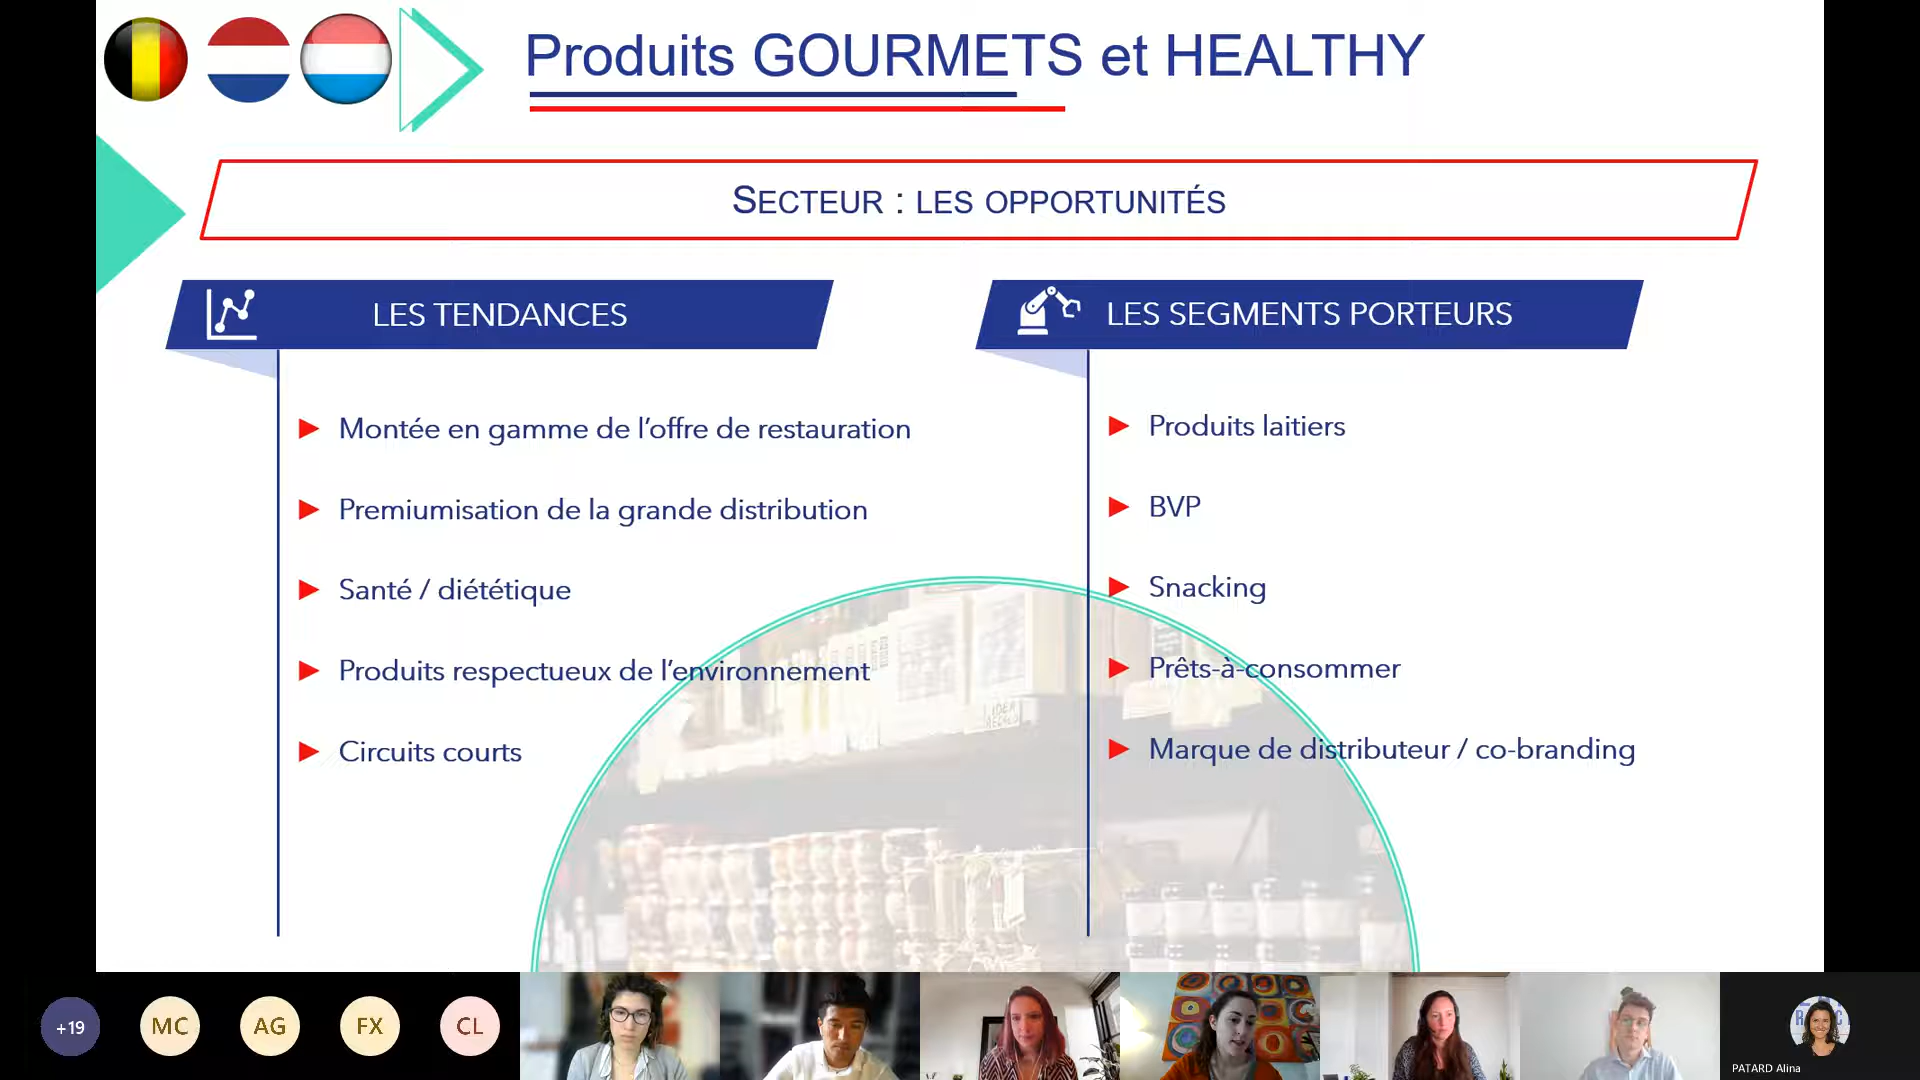 Produits GOURMETS et HEALTHY
SECTEUR : LES OPPORTUNITÉS
LES TENDANCES
Montée en gamme de l’offre de restauration
Premiumisation de la grande distribution
Santé / diététique
Produits respectueux de l’environnement
Circuits courts
LES SEGMENTS PORTEURS
Produits laitiers
BVP
Snacking
Prêts-à-consommer
Marque de distributeur / co-branding
+19
MC
AG
FX
CL
PATARD Alina